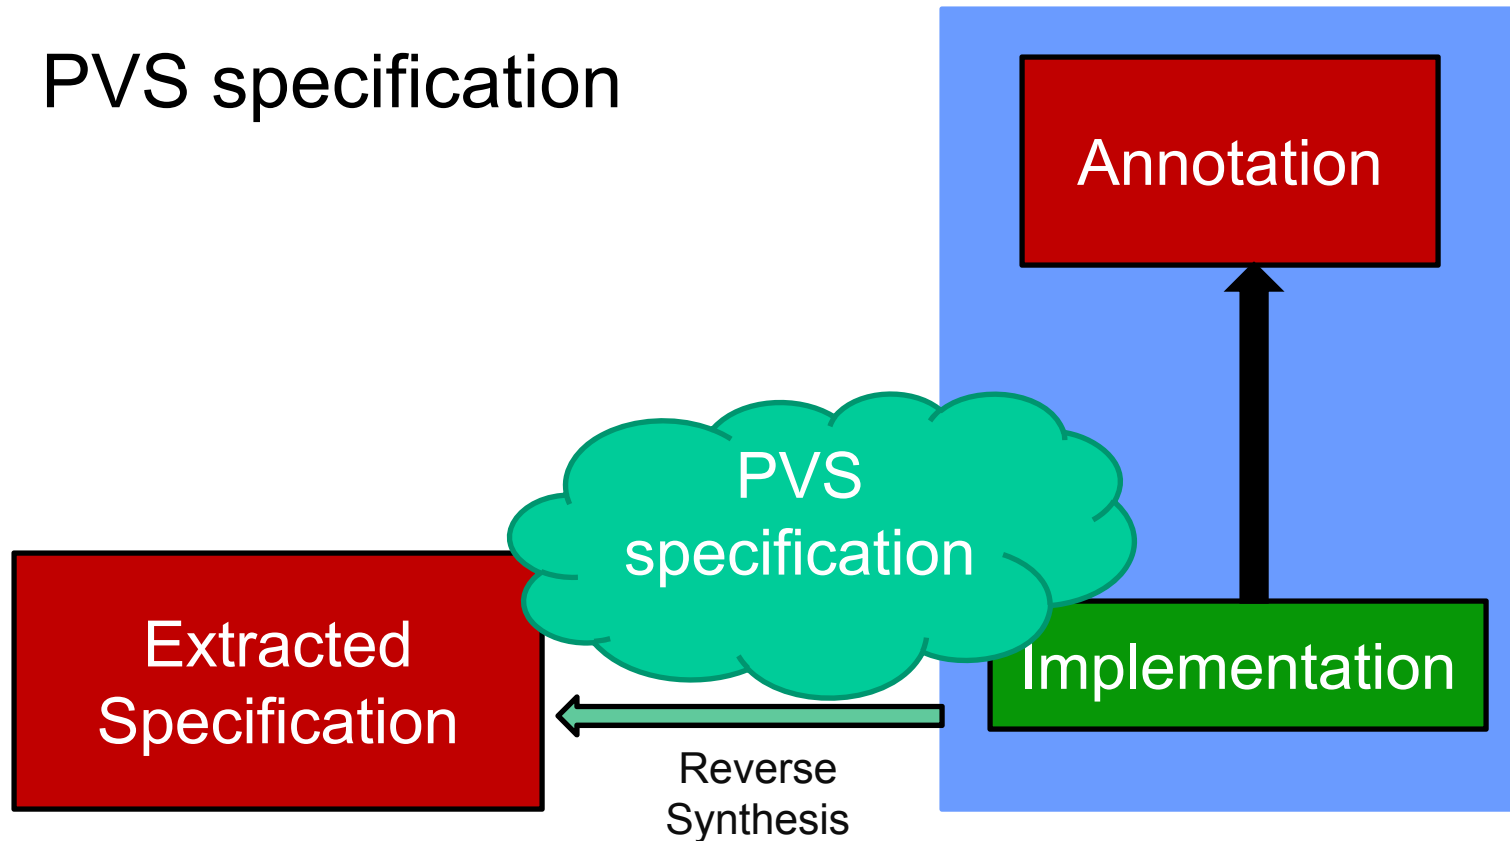 PVS specification
Annotation
PVS
specification
Extracted
Specification
Implementation
Reverse
Synthesis